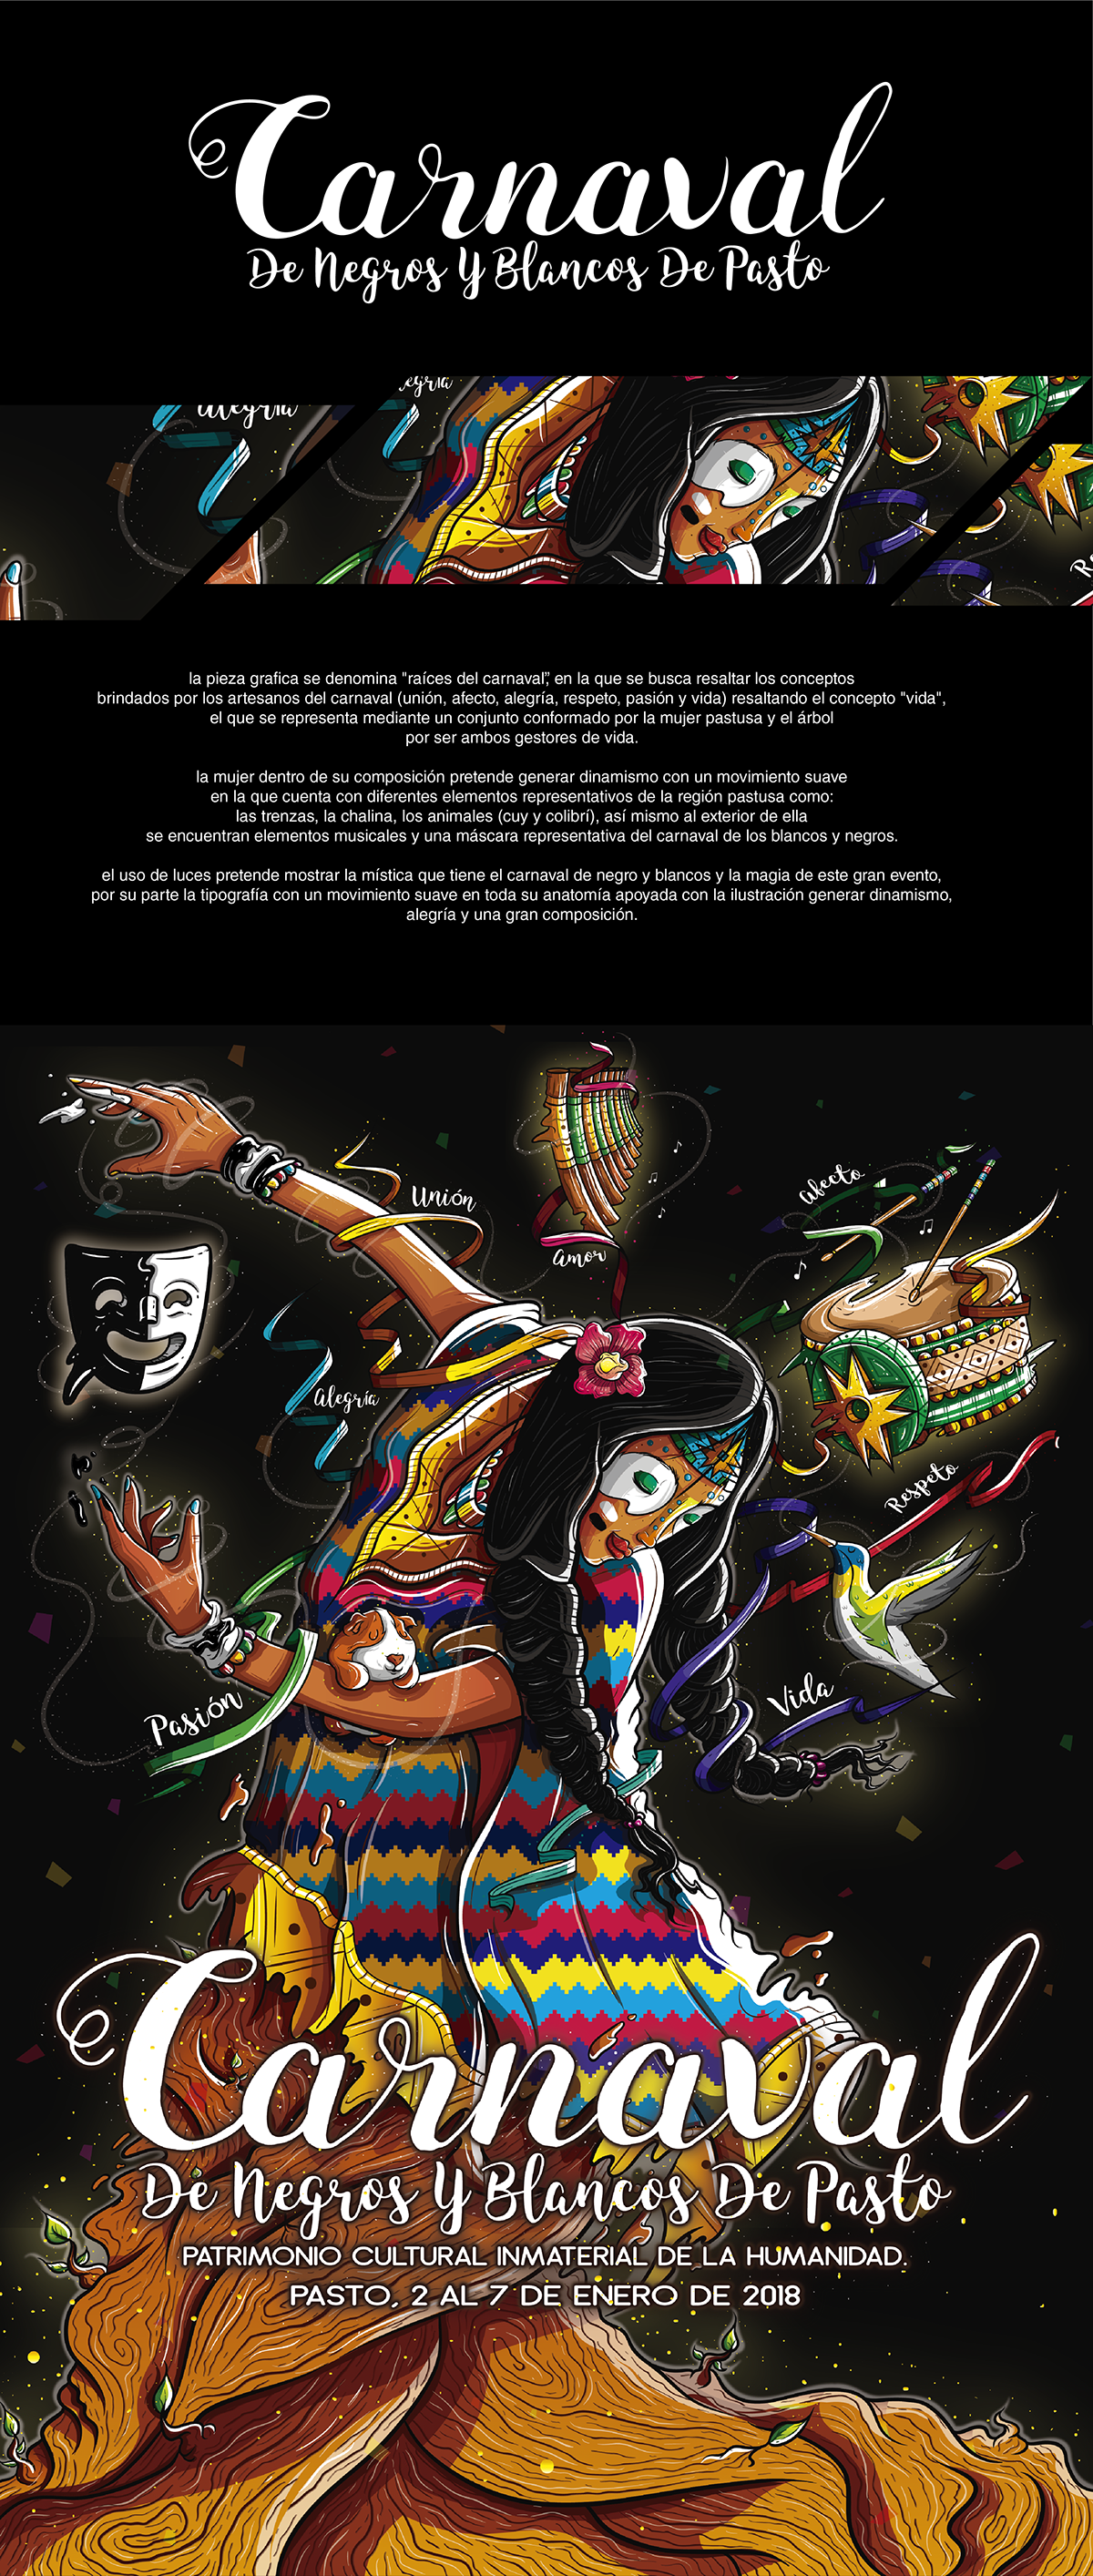 Carnaval
De Negros Y Blancos De Pasto
egría
Alegría
la pieza grafica se denomina "raíces del carnaval", en la que se busca resaltar los conceptos
brindados por los artesanos del carnaval (unión, afecto, alegría, respeto, pasión y vida) resaltando el concepto "vida",
el que se representa mediante un conjunto conformado por la mujer pastusa y el árbol
por ser ambos gestores de vida.
la mujer dentro de su composición pretende generar dinamismo con un movimiento suave
en la que cuenta con diferentes elementos representativos de la región pastusa como:
las trenzas, la chalina, los animales (cuy y colibrí), así mismo al exterior de ella
se encuentran elementos musicales y una máscara representativa del carnaval de los blancos y negros.
el uso de luces pretende mostrar la mística que tiene el carnaval de negro y blancos y la magia de este gran evento,
por su parte la tipografía con un movimiento suave en toda su anatomía apoyada con la ilustración generar dinamismo,
alegría y una gran composición.
Unión
Afecto
Amor
Alegría
Respeto
Pasión
Vida
Carnaval
De Negros Y Blancos De Pasto
PATRIMONIO CULTURAL INMATERIAL DE LA HUMANIDAD.
PASTO, 2 AL 7 DE ENERO DE 2018